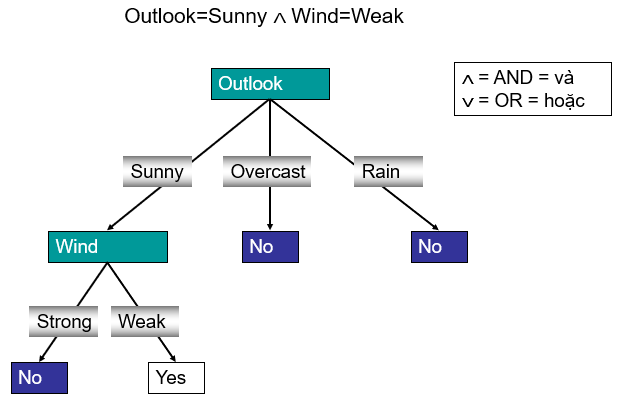 Outlook=Sunny ∧ Wind=Weak
Outlook
∧ = AND = và
∨ = OR = hoặc
Sunny
Overcast
Rain
Wind
No
No
Strong
Weak
No
Yes